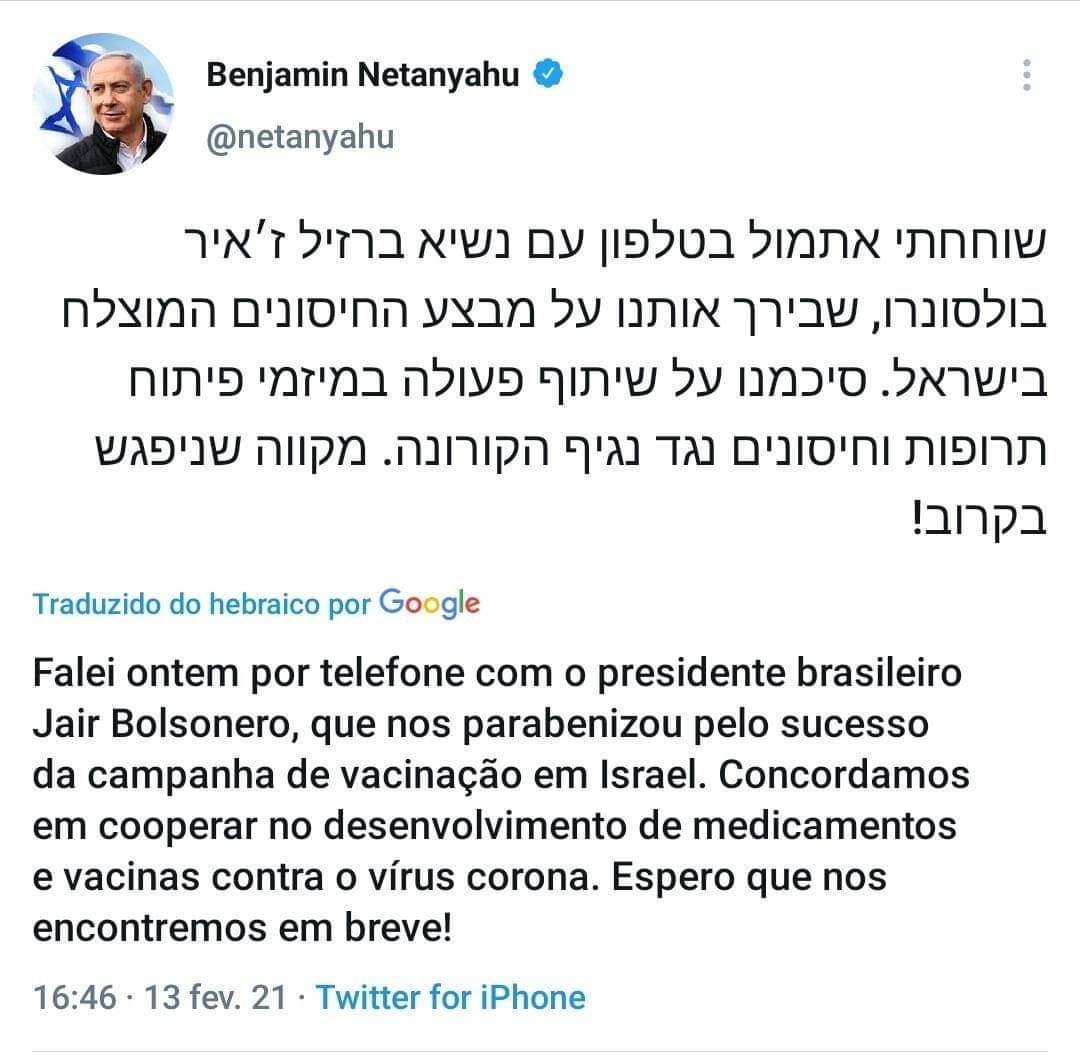 Benjamin Netanyahu
@netanyahu
שוחחתי אתמול בטלפון עם נשיא ברזיל ז׳איר
בולסונרו, שבירך אותנו על מבצע החיסונים המוצלח
בישראל. סיכמנו על שיתוף פעולה במיזמי פיתוח
תרופות וחיסונים נגד נגיף הקורונה. מקווה שניפגש
בקרוב!
Traduzido do hebraico por Google
Falei ontem por telefone com o presidente brasileiro
Jair Bolsonero, que nos parabenizou pelo sucesso
da campanha de vacinação em Israel. Concordamos
em cooperar no desenvolvimento de medicamentos
e vacinas contra o vírus corona. Espero que nos
encontremos em breve!
16:46 · 13 fev. 21 · Twitter for iPhone